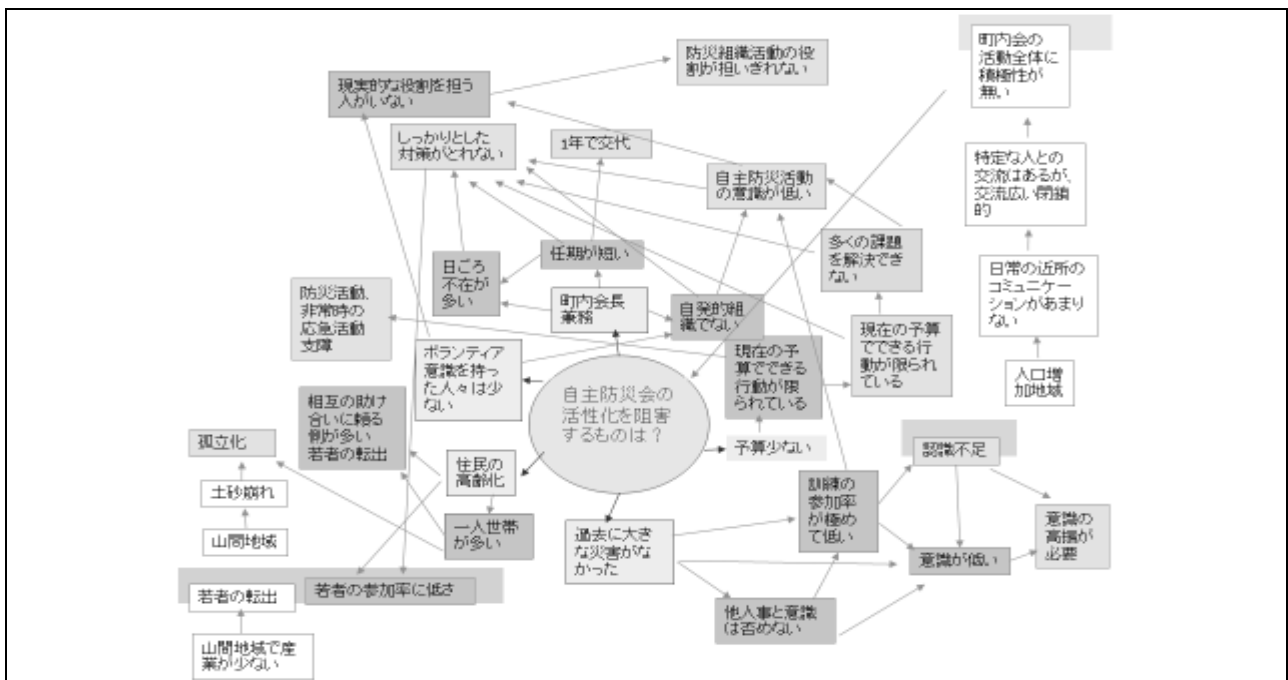 防災組織活動の役
割が担いきれない
町内会の
活動全体に
積極性が
無い
現実的な役割を担う
人がいない
しっかりとした
対策がとれない
1年で交代
自主防災活動
の意識が低い
特定な人との
交流はあるが、
交流広い閉鎖
的
多くの課題
を解決でき
ない
任期が短い
日ごろ
不在が
多い
町内会長
兼務
自発的組
織でない
日常の近所の
コミュニケー
ションがあまり
ない
防災活動、
非常時の
応急活動
支障
ボランティア
意識を持っ
た人々は少
ない
現在の予
算でできる
行動が限
られている
現在の予算
でできる行
動が限られ
ている
人口増
加地域
自主防災会の
活性化を阻害
するものは？
相互の助け
合いに頼る
側が多い
若者の転出
孤立化
住民の
高齢化
予算少ない
認識不足
土砂崩れ
訓練の
参加率
が極め
て低い
山間地域
一人世帯
が多い
過去に大き
な災害がな
かった
意識の
高揚が
必要
意識が低い
若者の転出
若者の参加率に低さ
他人事と意識
は否めない
山間地域で産
業が少ない